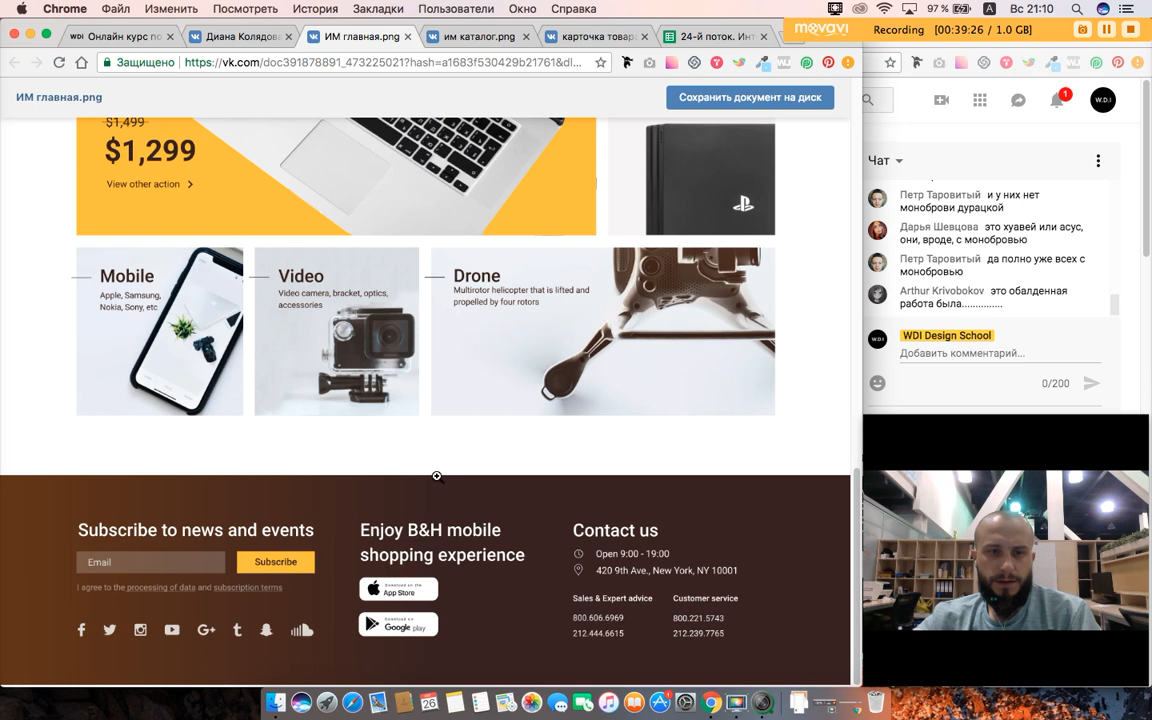 Chrome Файл Изменить Просмотреть История Закладки Пользователи Окно Справка
97 % A Вс 21:10
WDI Онлайн курс по
Диана Колядов
ИМ главная.png
им каталог.png
карточка товар
24-й поток. Инт
movavi
Recording [00:39:26 / 1.0 GB]
Защищено https://vk.com/doc391878891_473225021?hash=a1683f530429b21761&dl...
ИМ главная.png
Сохранить документ на диск
$1,499
$1,299
View other action
Mobile
Apple, Samsung,
Nokia, Sony, etc
Video
Video camera, bracket, optics,
accessories
Drone
Multirotor helicopter that is lifted and
propelled by four rotors
Subscribe to news and events
Email
Subscribe
I agree to the processing of data and subscription terms
Enjoy B&H mobile
shopping experience
Download on the
App Store
Download on
Google play
Contact us
Open 9:00 - 19:00
420 9th Ave., New York, NY 10001
Sales & Expert advice
800.606.6969
212.444.6615
Customer service
800.221.5743
212.239.7765
1
W.D.I
Чат
Петр Таровитый и у них нет
моноброви дурацкой
Дарья Шевцова это хуавей или асус,
они, вроде, с монобровью
Петр Таровитый да полно уже всех с
монобровью
Arthur Krivobokov это обалденная
работа была...............
WDI Design School
Добавить комментарий...
0/200